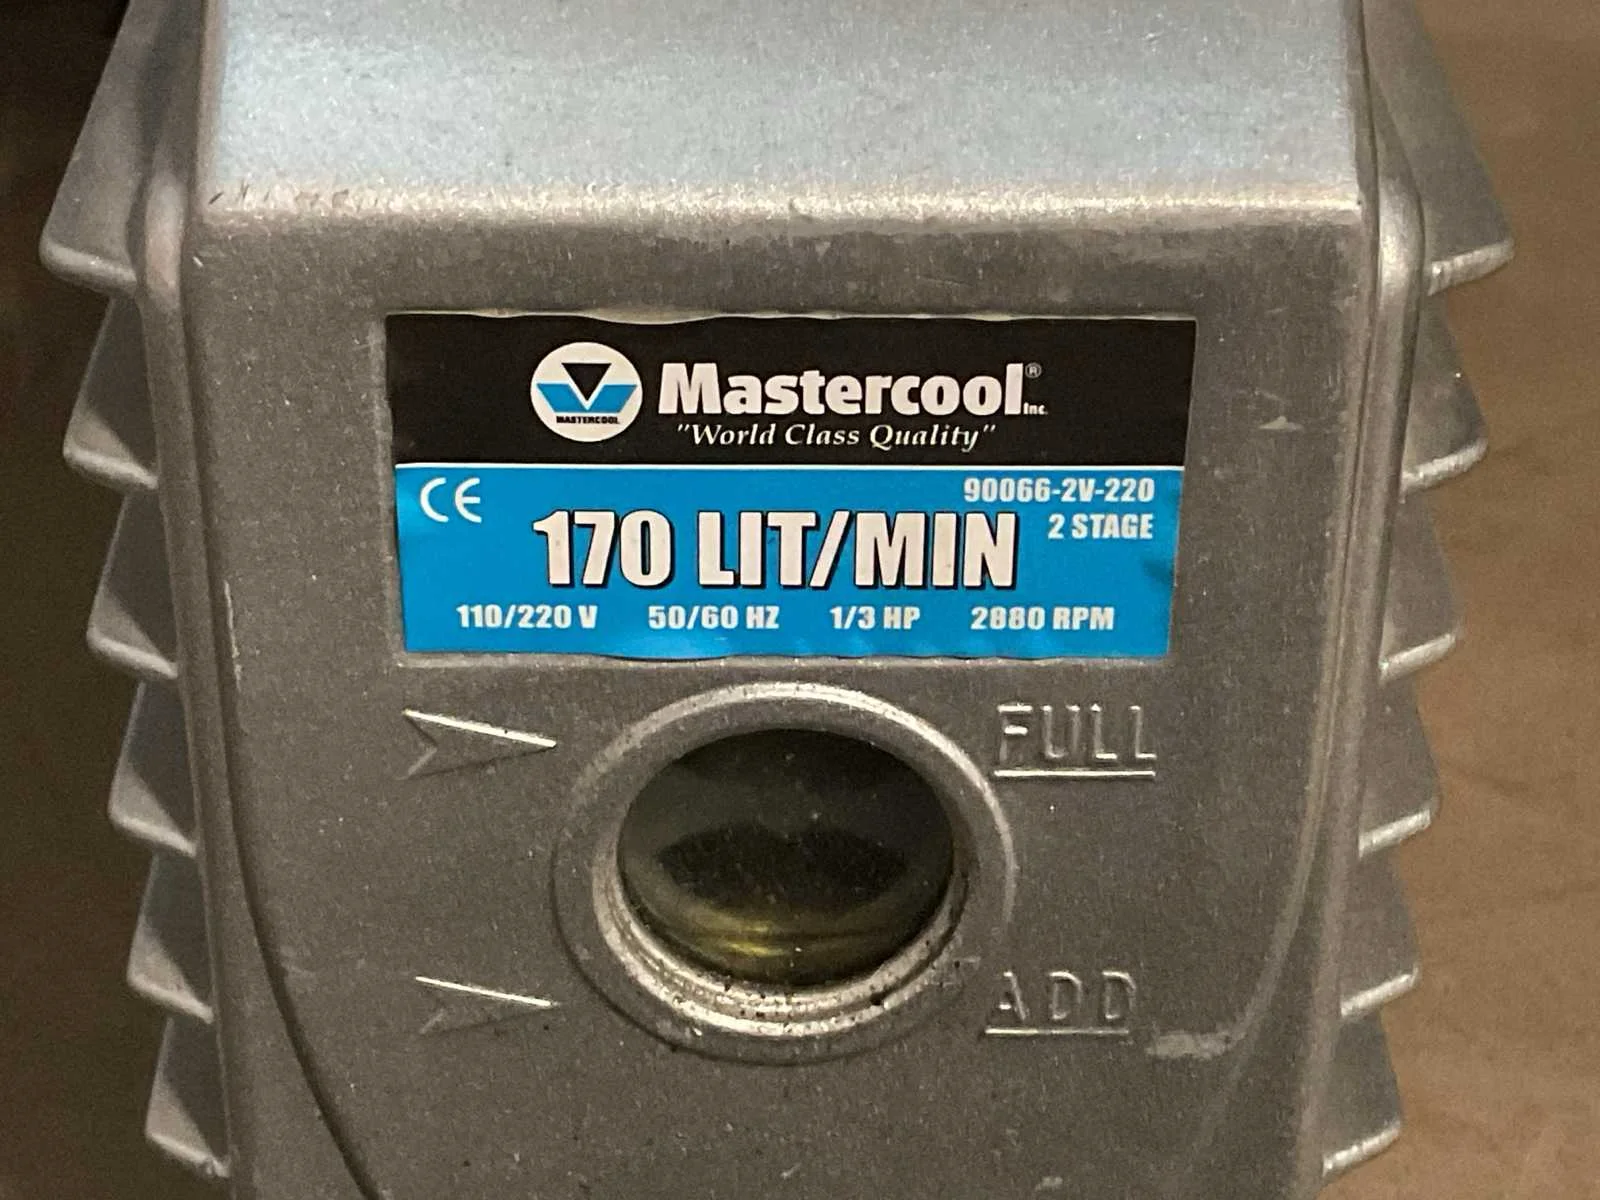 MASTERCOOL
Mastercool® Inc.
"World Class Quality"
CE
90066-2V-220
170 LIT/MIN
2 STAGE
110/220 V 50/60 HZ 1/3 HP 2880 RPM
FULL
ADD